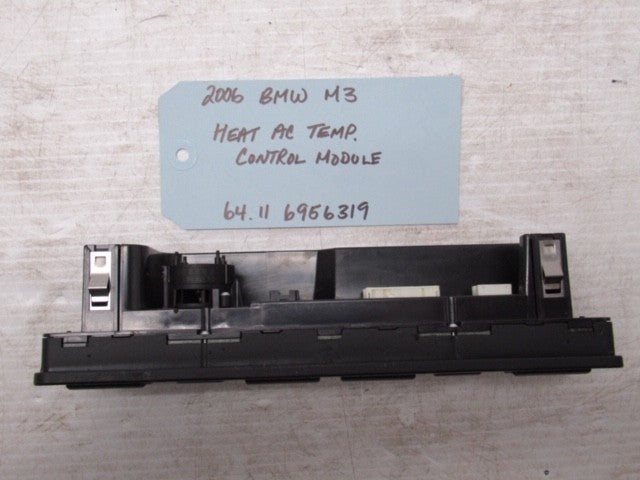 2006 BMW M3
HEAT AC TEMP.
CONTROL MODULE
64.11 6956319